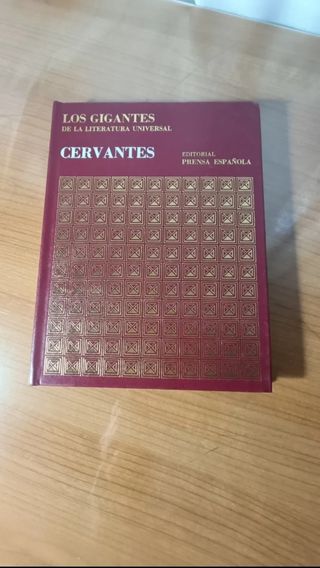 LOS GIGANTES
DE LA LITERATURA UNIVERSAL
CERVANTES
EDITORIAL
PRENSA ESPAÑOLA